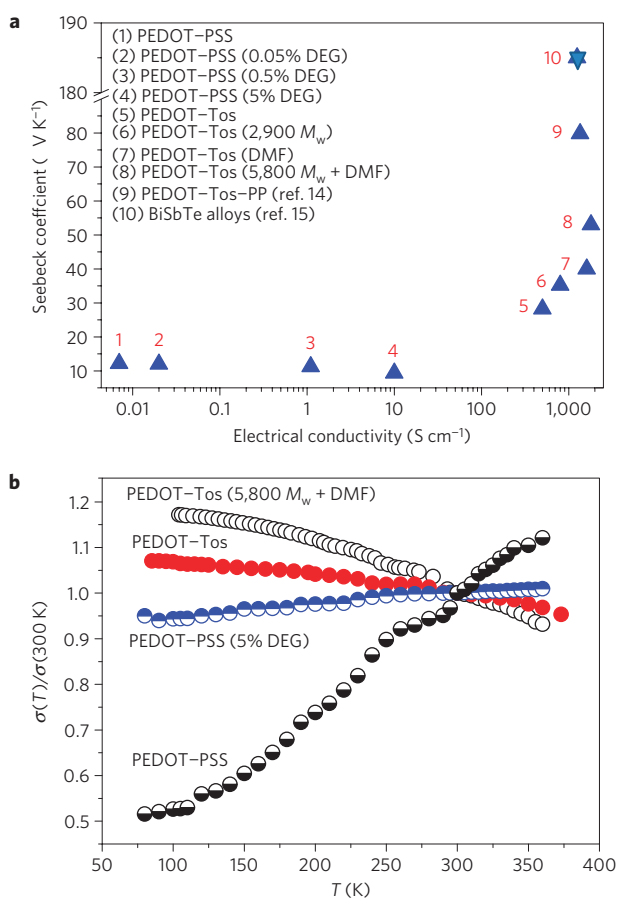 a
190
180
80
70
60
50
40
30
20
10
Seebeck coeffcient ( V K⁻¹)
(1) PEDOT–PSS
(2) PEDOT–PSS (0.05% DEG)
(3) PEDOT–PSS (0.5% DEG)
(4) PEDOT–PSS (5% DEG)
(5) PEDOT–Tos
(6) PEDOT–Tos (2,900 Mw)
(7) PEDOT–Tos (DMF)
(8) PEDOT–Tos (5,800 Mw + DMF)
(9) PEDOT–Tos–PP (ref. 14)
(10) BiSbTe alloys (ref. 15)
10
9
8
7
6
5
1
2
3
4
0.01
0.1
1
10
100
1,000
Electrical conductivity (S cm⁻¹)
b
PEDOT–Tos (5,800 Mw + DMF)
PEDOT–Tos
PEDOT–PSS (5% DEG)
PEDOT–PSS
1.2
1.1
1.0
0.9
0.8
0.7
0.6
0.5
σ(T)/σ(300 K)
50
100
150
200
250
300
350
400
T (K)